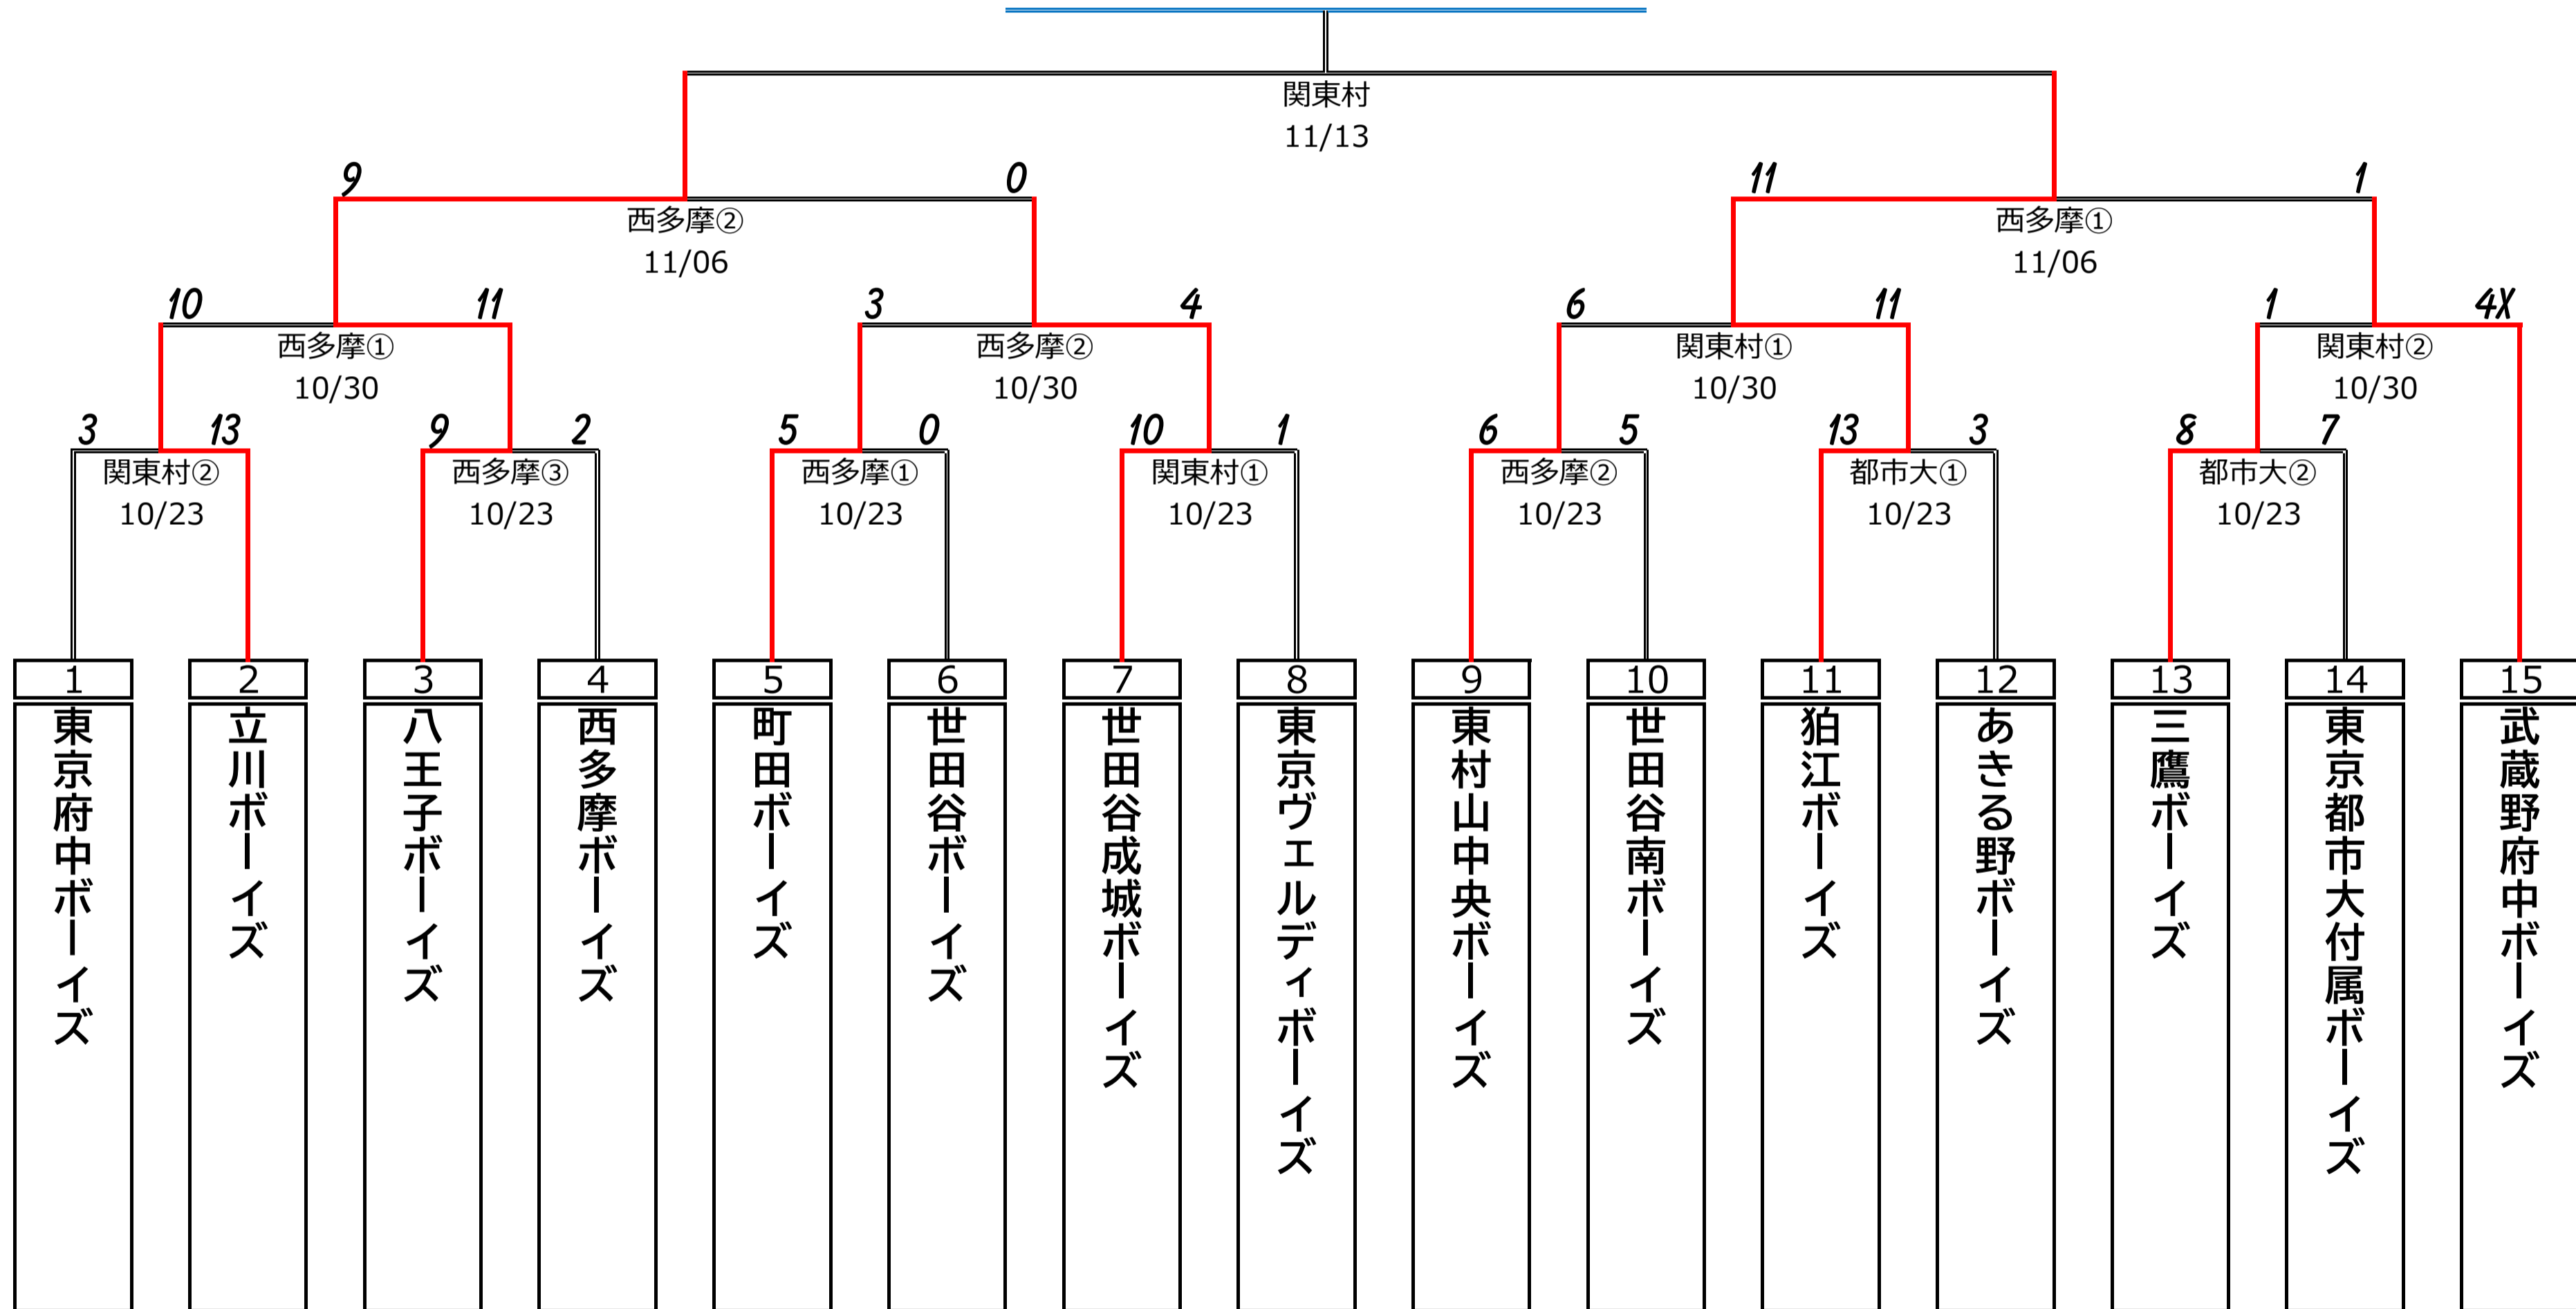 関東村
11/13
9 0 11 1
西多摩② 西多摩①
11/06 11/06
10 11 3 4 6 11 1 4X
西多摩① 西多摩② 関東村① 関東村②
10/30 10/30 10/30 10/30
3 13 9 2 5 0 10 1 6 5 13 3 8 7
関東村② 西多摩③ 西多摩① 関東村① 西多摩② 都市大① 都市大②
10/23 10/23 10/23 10/23 10/23 10/23 10/23
1 2 3 4 5 6 7 8 9 10 11 12 13 14 15
東京府中ボーイズ
立川ボーイズ
八王子ボーイズ
西多摩ボーイズ
町田ボーイズ
世田谷ボーイズ
世田谷成城ボーイズ
東京ヴェルディボーイズ
東村山中央ボーイズ
世田谷南ボーイズ
狛江ボーイズ
あきる野ボーイズ
三鷹ボーイズ
東京都市大付属ボーイズ
武蔵野府中ボーイズ